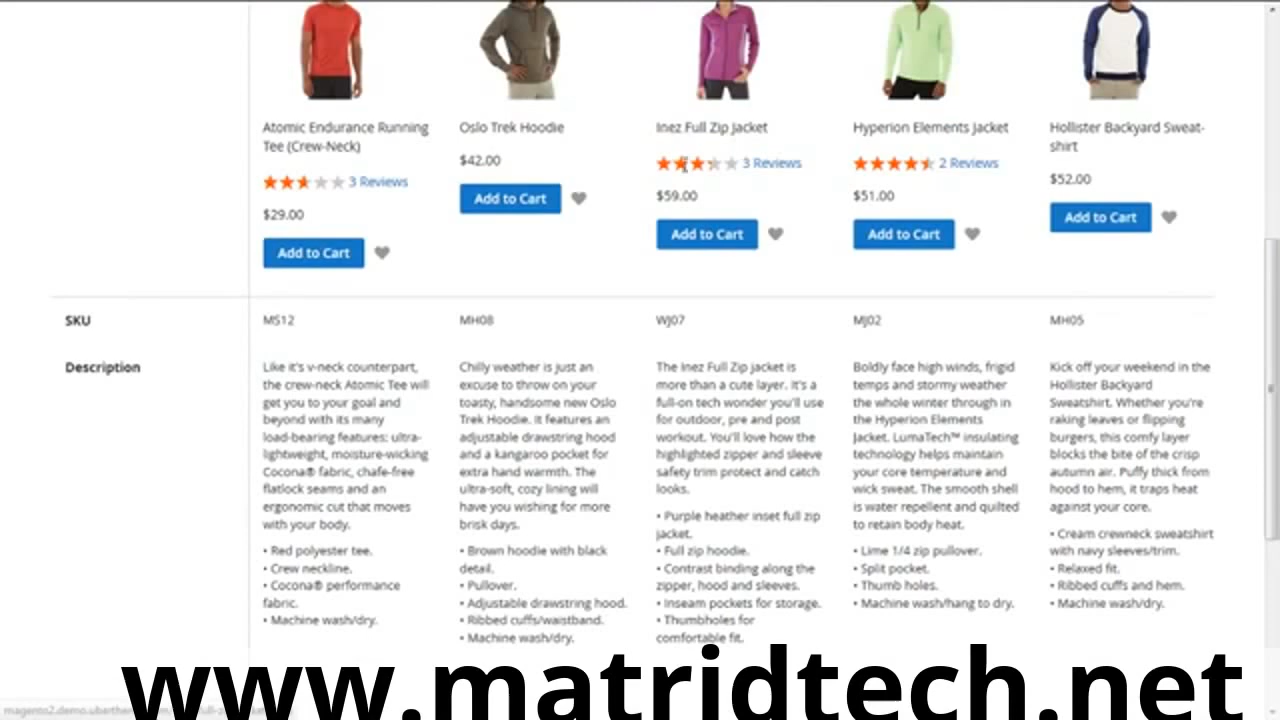 Atomic Endurance Running
Tee (Crew-Neck)
3 Reviews
$29.00
Add to Cart
Oslo Trek Hoodie
$42.00
Add to Cart
Inez Full Zip Jacket
3 Reviews
$59.00
Add to Cart
Hyperion Elements Jacket
2 Reviews
$51.00
Add to Cart
Hollister Backyard Sweat-
shirt
$52.00
Add to Cart
SKU
MS12
MH08
WJ07
MJ02
MH05
Description
Like it's v-neck counterpart,
the crew-neck Atomic Tee will
get you to your goal and
beyond with its many
load-bearing features: ultra-
lightweight, moisture-wicking
Cocona® fabric, chafe-free
flatlock seams and an
ergonomic cut that moves
with your body.
• Red polyester tee.
• Crew neckline.
• Cocona® performance
fabric.
• Machine wash/dry.
Chilly weather is just an
excuse to throw on your
toasty, handsome new Oslo
Trek Hoodie. It features an
adjustable drawstring hood
and a kangaroo pocket for
extra hand warmth. The
ultra-soft, cozy lining will
have you wishing for more
brisk days.
• Brown hoodie with black
detail.
• Pullover.
• Adjustable drawstring hood.
• Ribbed cuffs/waistband.
• Machine wash/dry.
The Inez Full Zip Jacket is
more than a cute layer. It's a
full-on tech wonder you'll use
for outdoor, pre and post
workout. You'll love how the
highlighted zipper and sleeve
safety trim protect and catch
looks.
• Purple heather inset full zip
jacket.
• Full zip hoodie.
• Contrast binding along the
zipper, hood and sleeves.
• Inseam pockets for storage.
• Thumbholes for
comfortable fit.
Boldly face high winds, frigid
temps and stormy weather
the whole winter through in
the Hyperion Elements
Jacket. LumaTech™ insulating
technology helps maintain
your core temperature and
wick sweat. The smooth shell
is water repellent and quilted
to retain body heat.
• Lime 1/4 zip pullover.
• Split pocket.
• Thumb holes.
• Machine wash/hang to dry.
Kick off your weekend in the
Hollister Backyard
Sweatshirt. Whether you're
raking leaves or flipping
burgers, this comfy layer
blocks the bite of the crisp
autumn air. Puffy thick from
hood to hem, it traps heat
against your core.
• Cream crewneck sweatshirt
with navy sleeves/trim.
• Relaxed fit.
• Ribbed cuffs and hem.
• Machine wash/dry.
www.matridtech.net